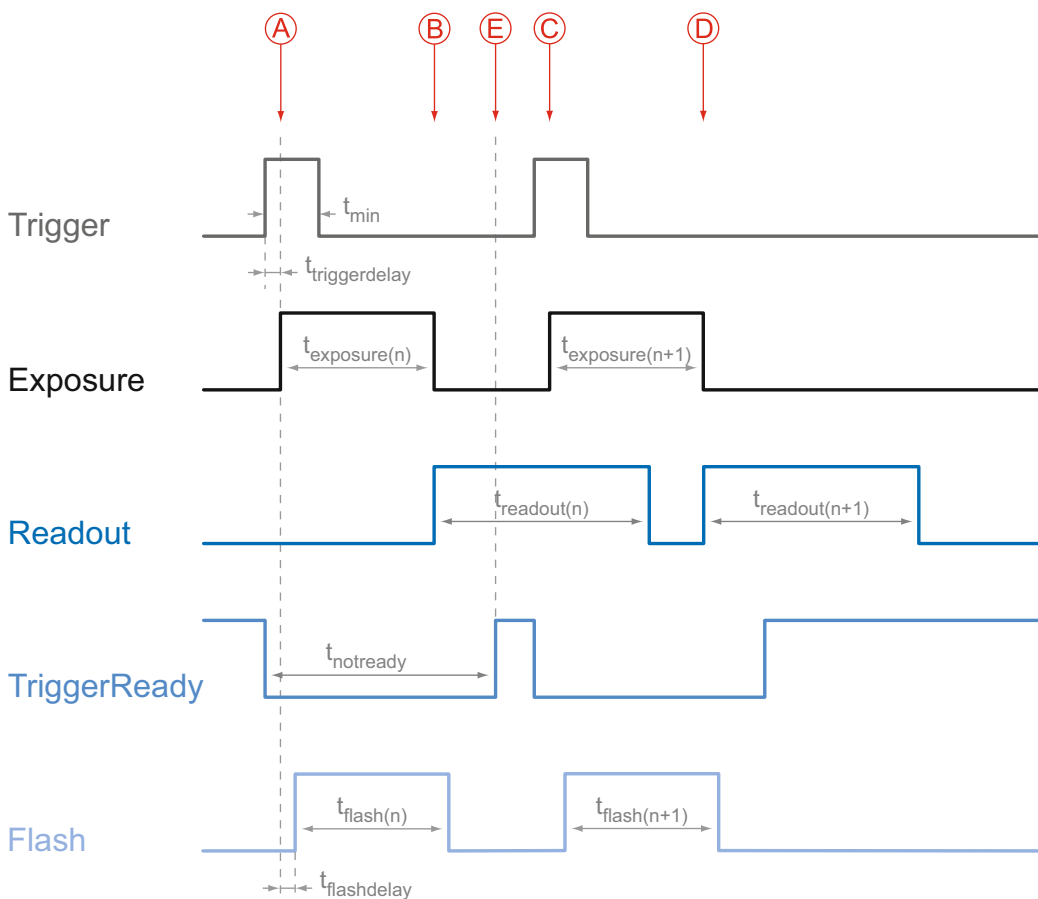 A B E C D
Trigger
t_min
t_triggerdelay
Exposure
t_exposure(n) t_exposure(n+1)
Readout
t_readout(n) t_readout(n+1)
TriggerReady
t_notready
Flash
t_flash(n) t_flash(n+1)
t_flashdelay